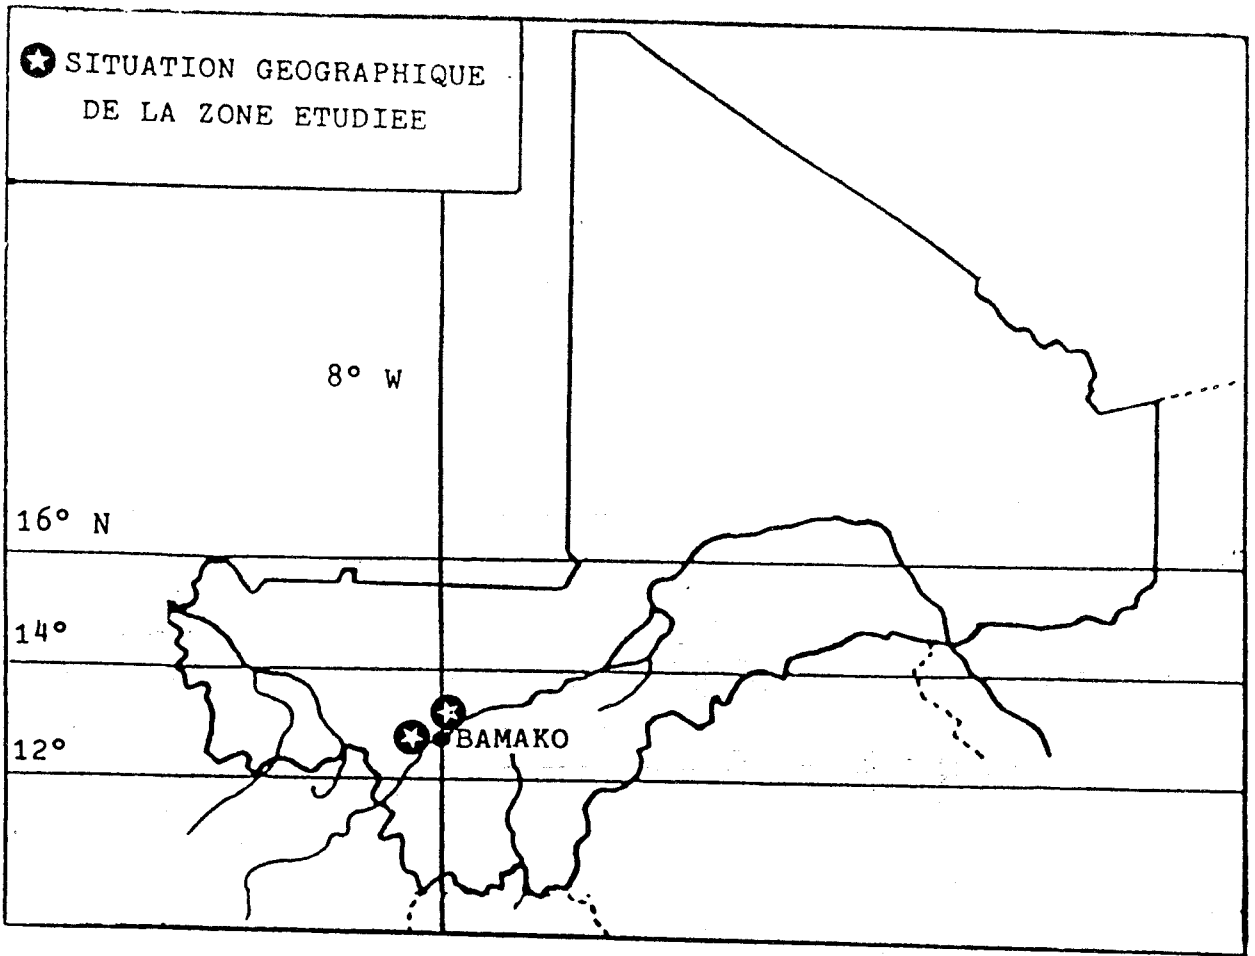 SITUATION GEOGRAPHIQUE
DE LA ZONE ETUDIEE
8° W
16° N
14°
12°
BAMAKO